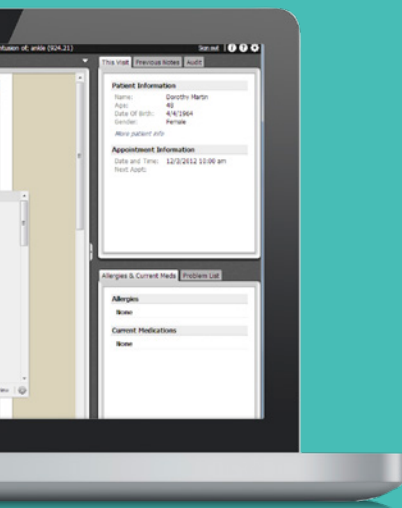 nfusion of; ankle (924.21)
Sign out
This Visit Previous Notes Audit
Patient Information
Name: Dorothy Martin
Age: 48
Date Of Birth: 4/4/1964
Gender: Female
More patient info
Appointment Information
Date and Time: 12/3/2012 10:00 am
Next Appt:
Allergies & Current Meds Problem List
Allergies
None
Current Medications
None